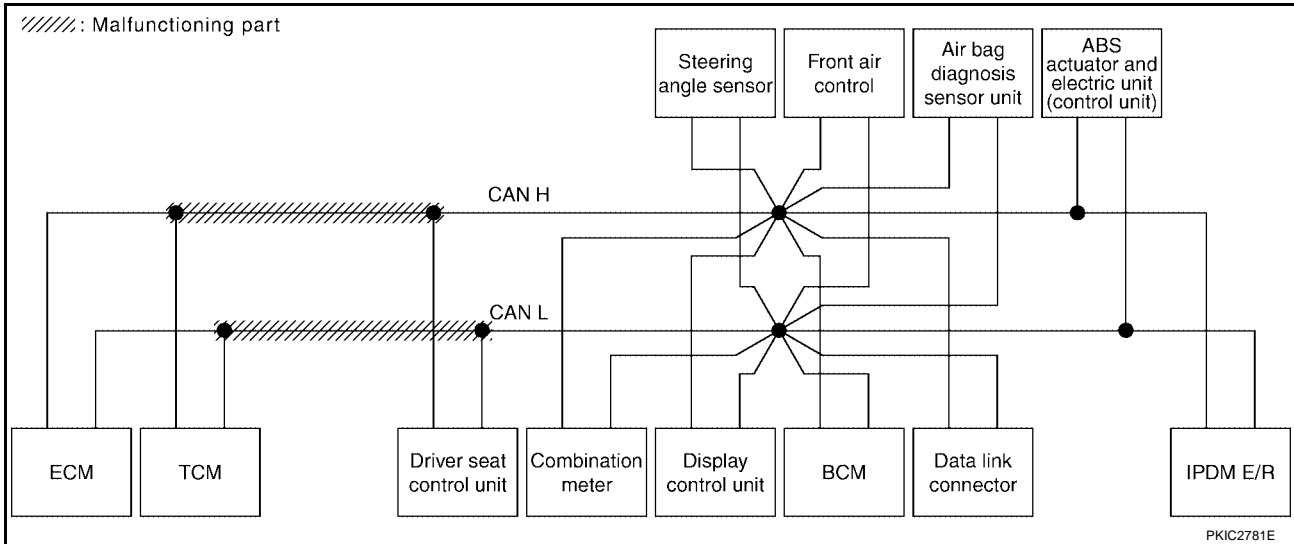 : Malfunctioning part
Steering
angle sensor
Front air
control
Air bag
diagnosis
sensor unit
ABS
actuator and
electric unit
(control unit)
CAN H
CAN L
ECM
TCM
Driver seat
control unit
Combination
meter
Display
control unit
BCM
Data link
connector
IPDM E/R
PKIC2781E